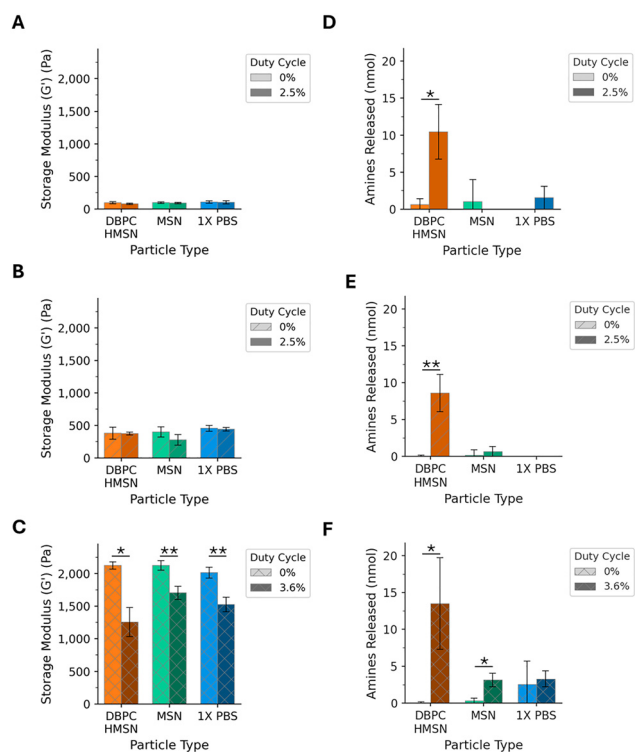 A
Storage Modulus (G') (Pa)
2,000
1,500
1,000
500
0
DBPC
HMSN
MSN
1X PBS
Particle Type
Duty Cycle
0%
2.5%
D
Amines Released (nmol)
20
15
10
5
0
*
DBPC
HMSN
MSN
1X PBS
Particle Type
Duty Cycle
0%
2.5%
B
Storage Modulus (G') (Pa)
2,000
1,500
1,000
500
0
DBPC
HMSN
MSN
1X PBS
Particle Type
Duty Cycle
0%
2.5%
E
Amines Released (nmol)
20
15
10
5
0
**
DBPC
HMSN
MSN
1X PBS
Particle Type
Duty Cycle
0%
2.5%
C
Storage Modulus (G') (Pa)
2,000
1,500
1,000
500
0
*
**
**
DBPC
HMSN
MSN
1X PBS
Particle Type
Duty Cycle
0%
3.6%
F
Amines Released (nmol)
20
15
10
5
0
*
*
DBPC
HMSN
MSN
1X PBS
Particle Type
Duty Cycle
0%
3.6%